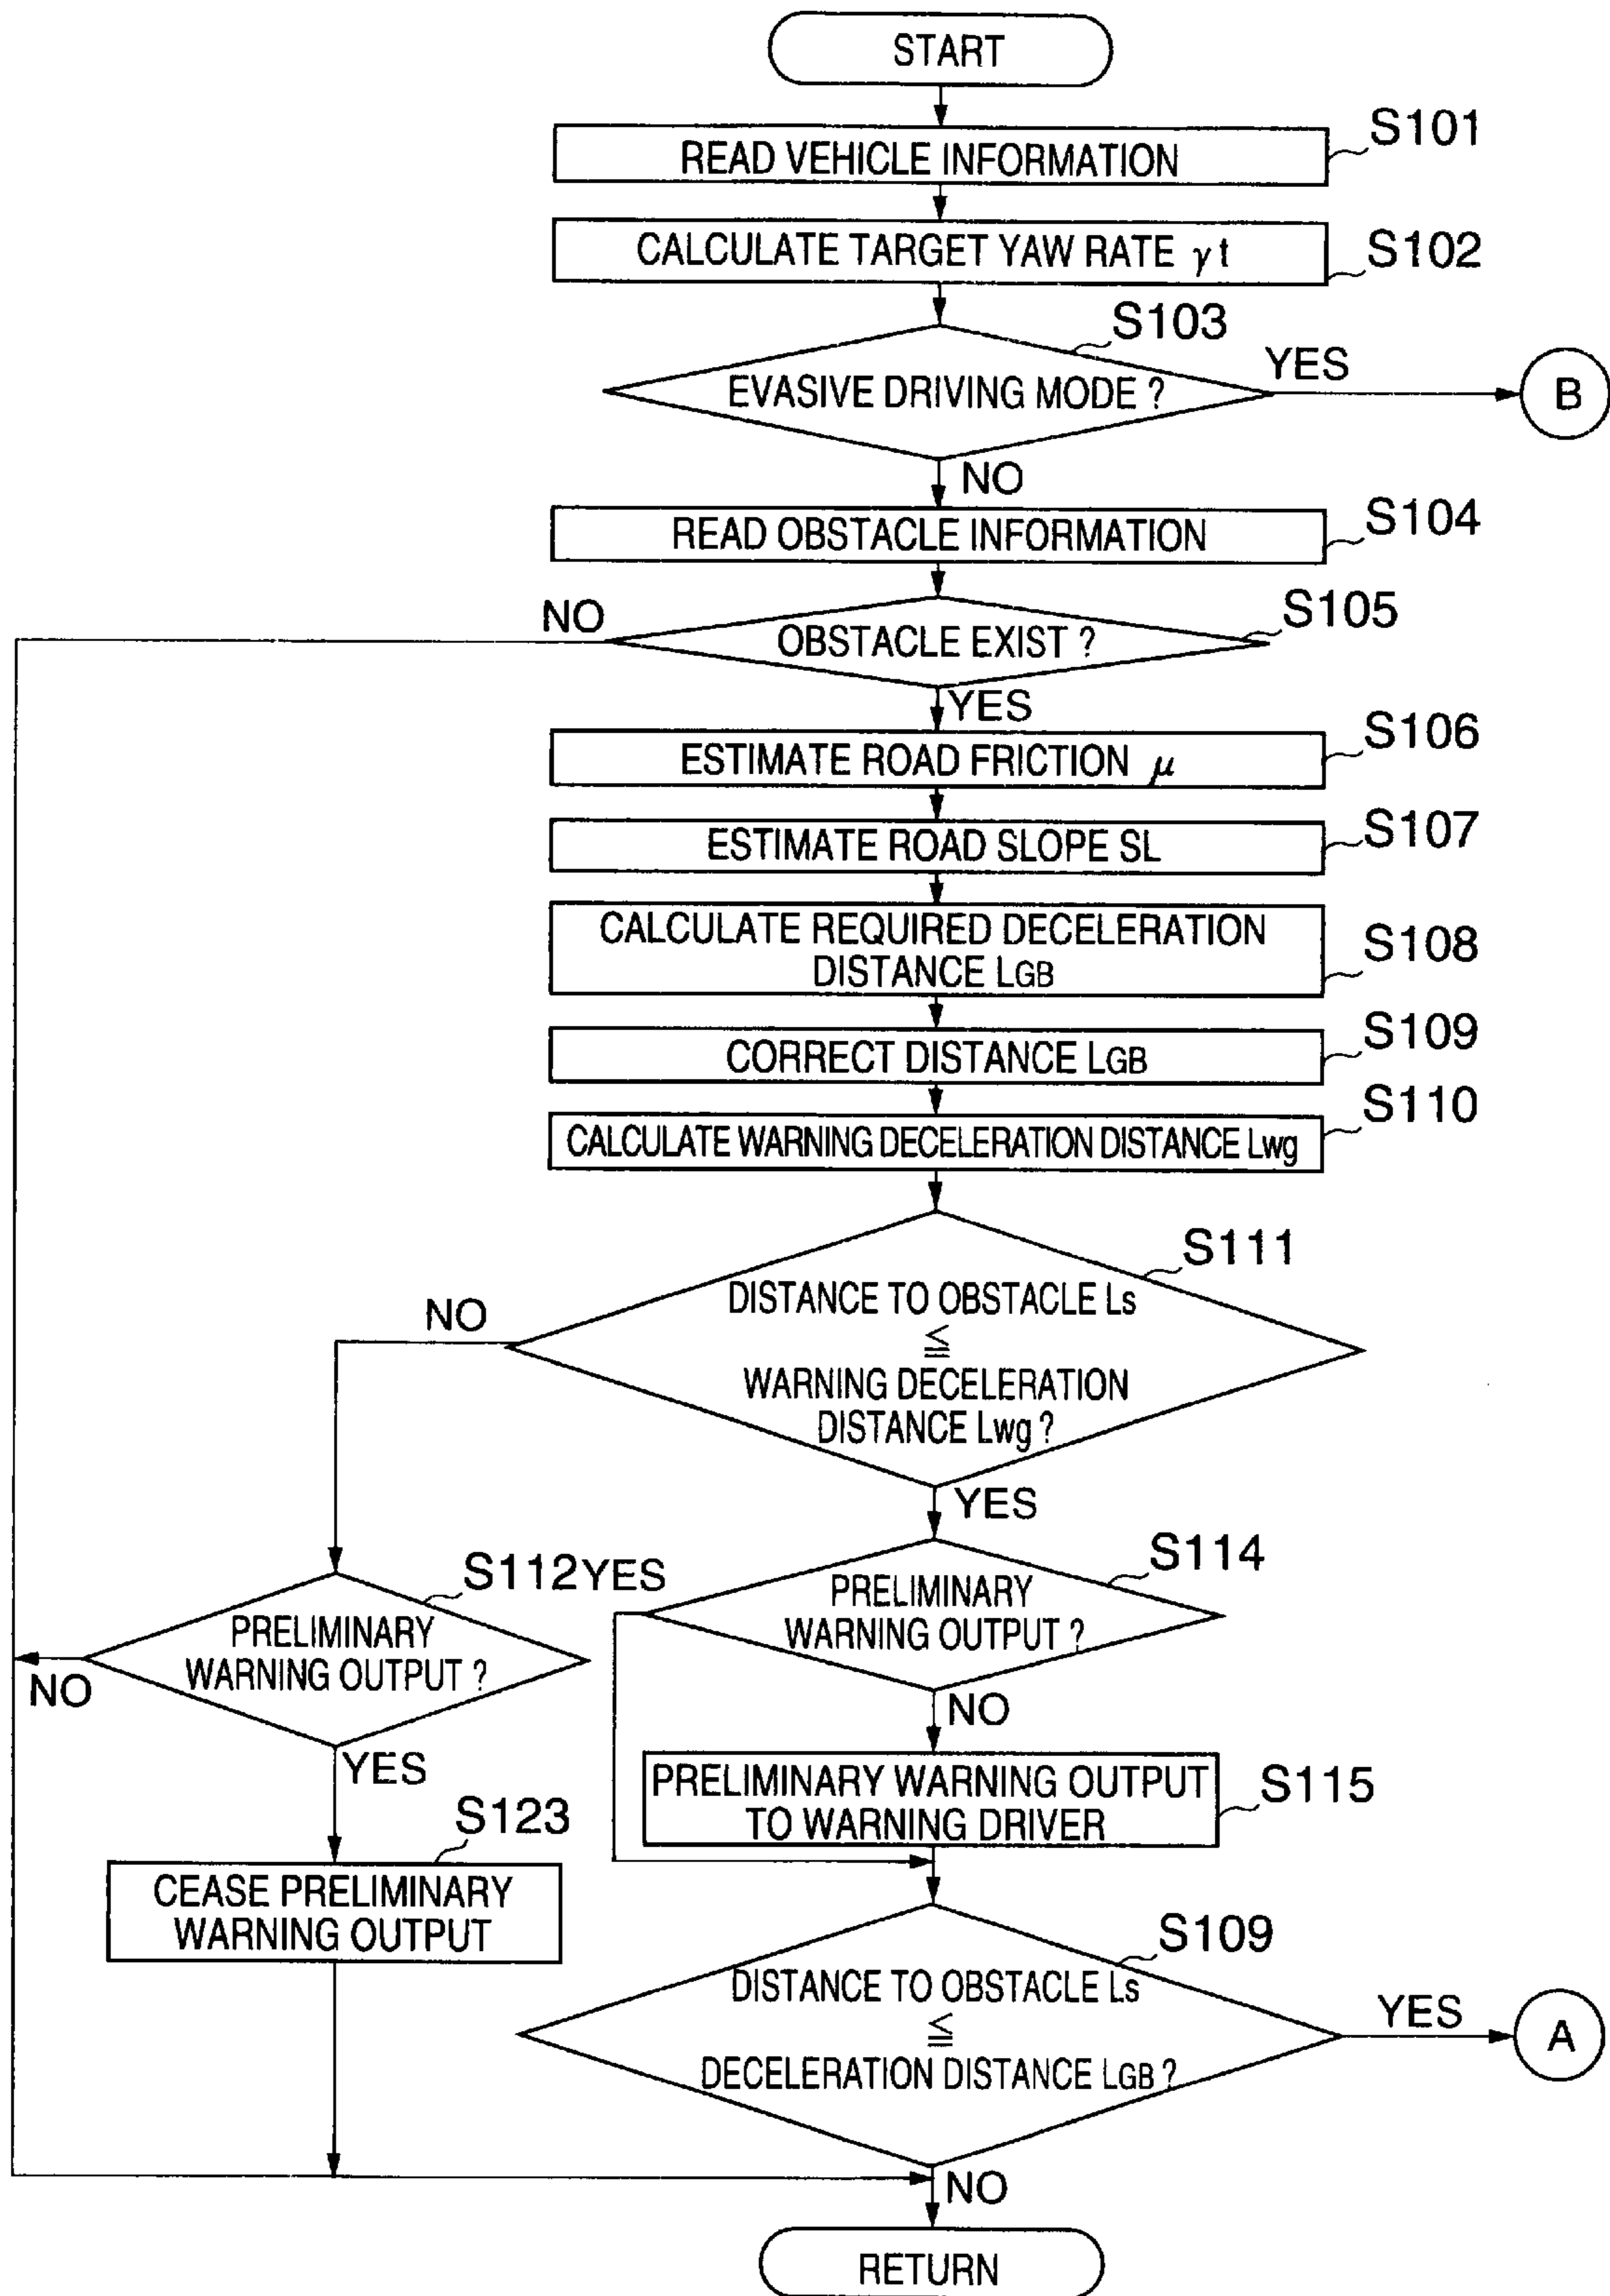 START
READ VEHICLE INFORMATION
S101
CALCULATE TARGET YAW RATE γt
S102
S103
EVASIVE DRIVING MODE ?
YES
B
NO
READ OBSTACLE INFORMATION
S104
NO
OBSTACLE EXIST ?
S105
YES
ESTIMATE ROAD FRICTION μ
S106
ESTIMATE ROAD SLOPE SL
S107
CALCULATE REQUIRED DECELERATION
DISTANCE LGB
S108
CORRECT DISTANCE LGB
S109
CALCULATE WARNING DECELERATION DISTANCE Lwg
S110
S111
NO
DISTANCE TO OBSTACLE Ls
≦
WARNING DECELERATION
DISTANCE Lwg ?
YES
S112
PRELIMINARY
WARNING OUTPUT ?
NO
YES
YES
S114
PRELIMINARY
WARNING OUTPUT ?
NO
PRELIMINARY WARNING OUTPUT
TO WARNING DRIVER
S115
S123
CEASE PRELIMINARY
WARNING OUTPUT
S109
DISTANCE TO OBSTACLE Ls
≦
DECELERATION DISTANCE LGB ?
YES
A
NO
RETURN